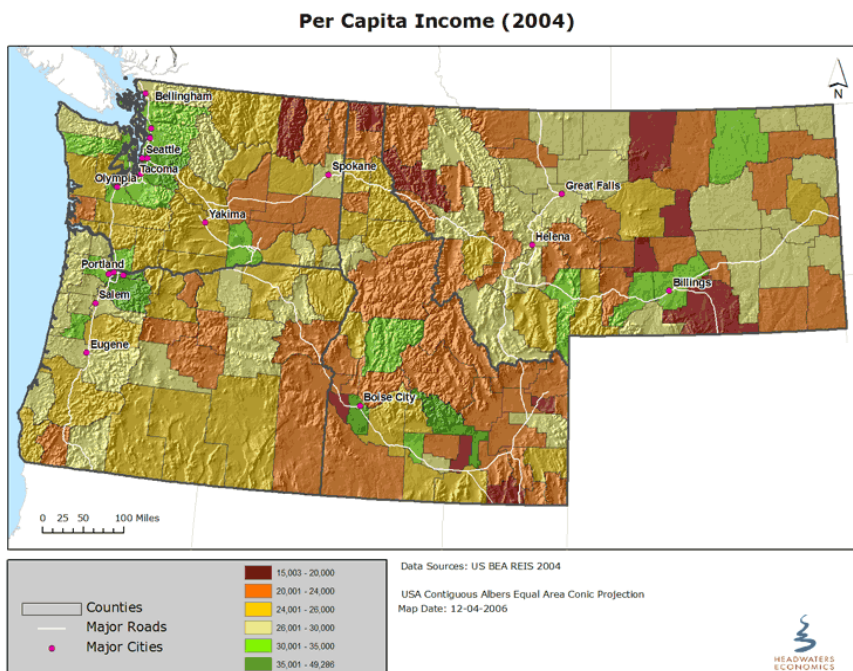 Per Capita Income (2004)
N
Bellingham
Seattle
Tacoma
Olympia
Spokane
Yakima
Great Falls
Helena
Portland
Salem
Billings
Eugene
Boise City
0 25 50 100 Miles
Counties
Major Roads
Major Cities
15,003 - 20,000
20,001 - 24,000
24,001 - 26,000
26,001 - 30,000
30,001 - 35,000
35,001 - 49,286
Data Sources: US BEA REIS 2004
USA Contiguous Albers Equal Area Conic Projection
Map Date: 12-04-2006
HEADWATERS
ECONOMICS